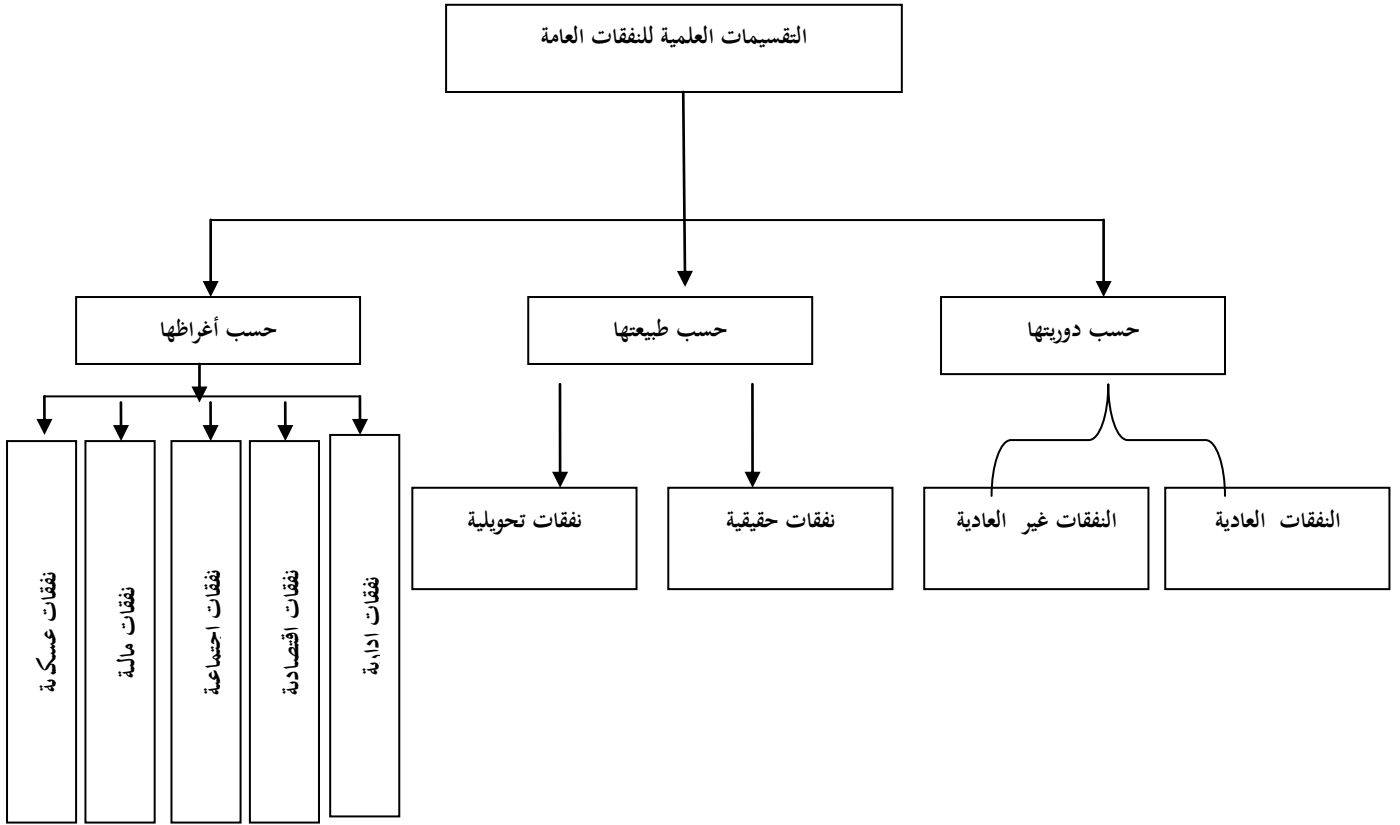 التقسيمات العلمية للنفقات العامة
حسب دوريتها
حسب طبيعتها
حسب أغراظها
النفقات العادية
النفقات غير العادية
نفقات حقيقية
نفقات تحويلية
نفقات ادارية
نفقات اقتصادية
نفقات اجتماعية
نفقات مالية
نفقات عسكرية